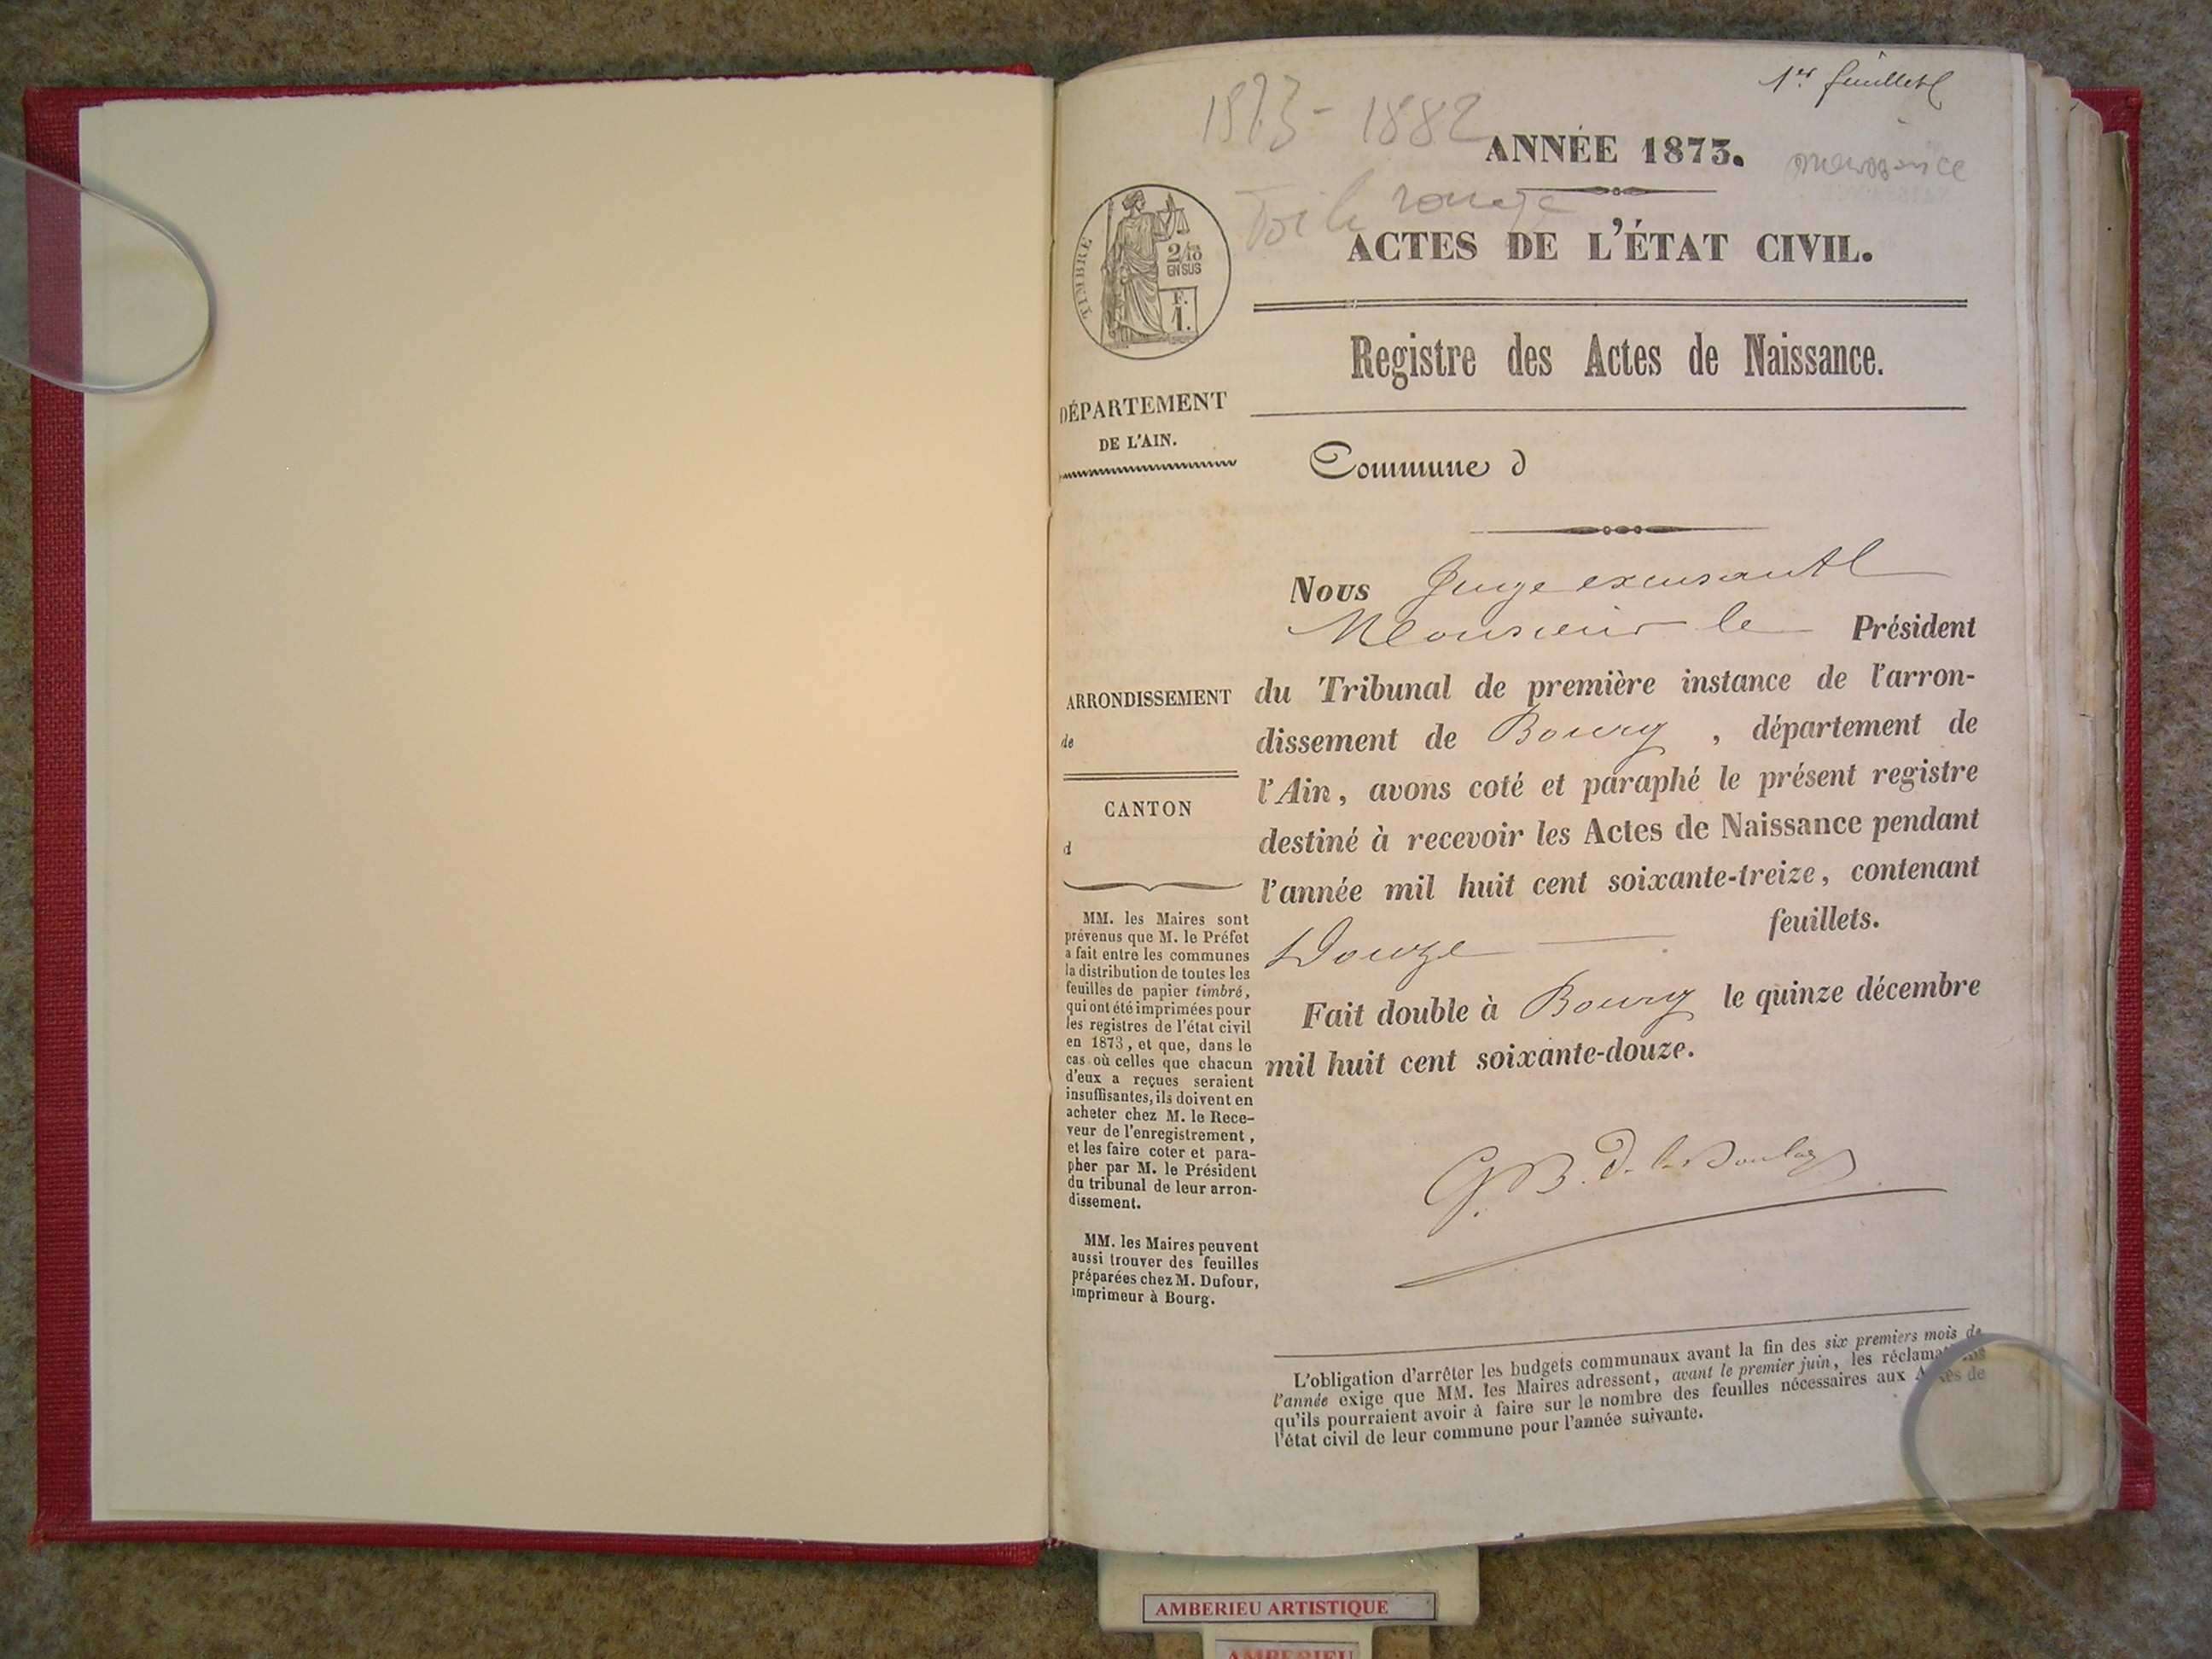 1er feuillet
1873-1882
ANNÉE 1873.
naissance
Toile rouge
ACTES DE L'ÉTAT CIVIL.
TIMBRE
2/10
EN SUS
F.
1.
Registre des Actes de Naissance.
DÉPARTEMENT
DE L'AIN.
Commune d
Nous Juge excusant
Monsieur le Président
du Tribunal de première instance de l'arron-
dissement de Bourg, département de
l'Ain, avons coté et paraphé le présent registre
destiné à recevoir les Actes de Naissance pendant
l'année mil huit cent soixante-treize, contenant
Douze feuillets.
Fait double à Bourg le quinze décembre
mil huit cent soixante-douze.
G. B. De la Boulaye
ARRONDISSEMENT
de
CANTON
d
MM. les Maires sont
prévenus que M. le Préfet
a fait entre les communes
la distribution de toutes les
feuilles de papier timbré,
qui ont été imprimées pour
les registres de l'état civil
en 1873, et que, dans le
cas où celles que chacun
d'eux a reçues seraient
insuffisantes, ils doivent en
acheter chez M. le Rece-
veur de l'enregistrement,
et les faire coter et para-
pher par M. le Président
du tribunal de leur arron-
dissement.
MM. les Maires peuvent
aussi trouver des feuilles
préparées chez M. Dufour,
imprimeur à Bourg.
L'obligation d'arrêter les budgets communaux avant la fin des six premiers mois de
l'année exige que MM. les Maires adressent, avant le premier juin, les réclamations
qu'ils pourraient avoir à faire sur le nombre des feuilles nécessaires aux Actes de
l'état civil de leur commune pour l'année suivante.
AMBERIEU ARTISTIQUE
AMBERIEU